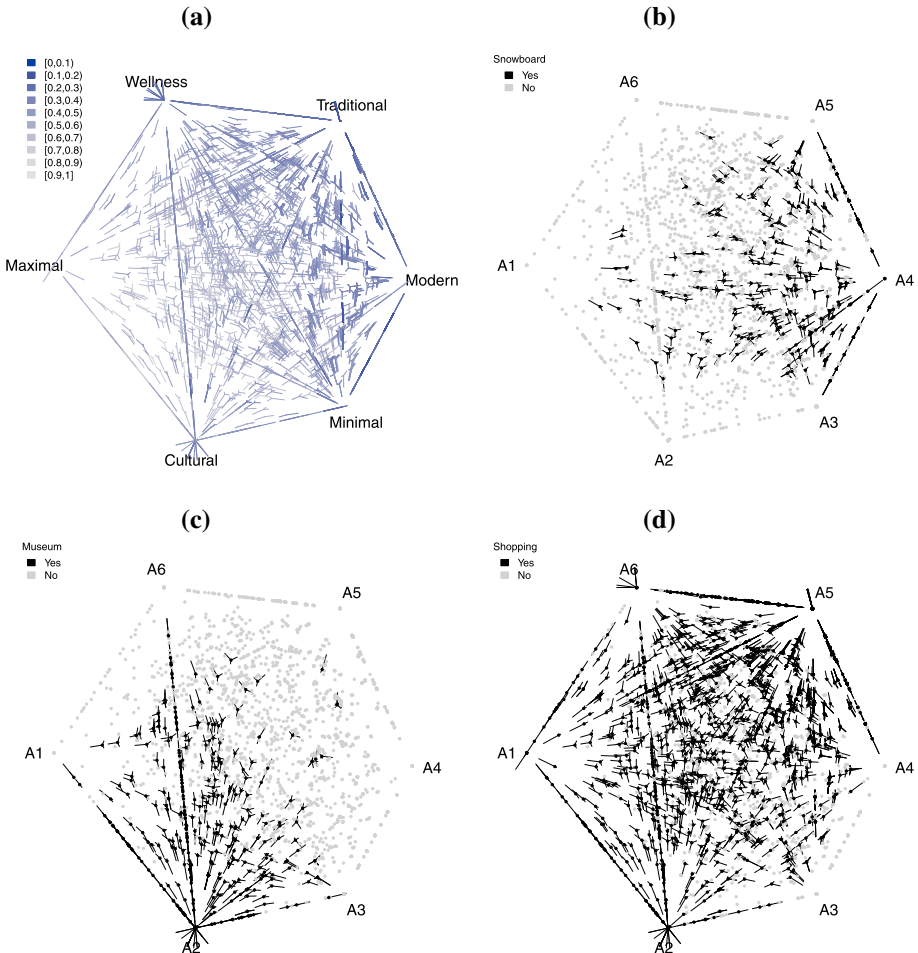 (a)
[0,0.1)
[0.1,0.2)
[0.2,0.3)
[0.3,0.4)
[0.4,0.5)
[0.5,0.6)
[0.6,0.7)
[0.7,0.8)
[0.8,0.9)
[0.9,1]
Wellness
Traditional
Maximal
Modern
Minimal
Cultural
(b)
Snowboard
Yes
No
A6
A5
A1
A4
A3
A2
(c)
Museum
Yes
No
A6
A5
A1
A4
A3
A2
(d)
Shopping
Yes
No
A6
A5
A1
A4
A3
A2